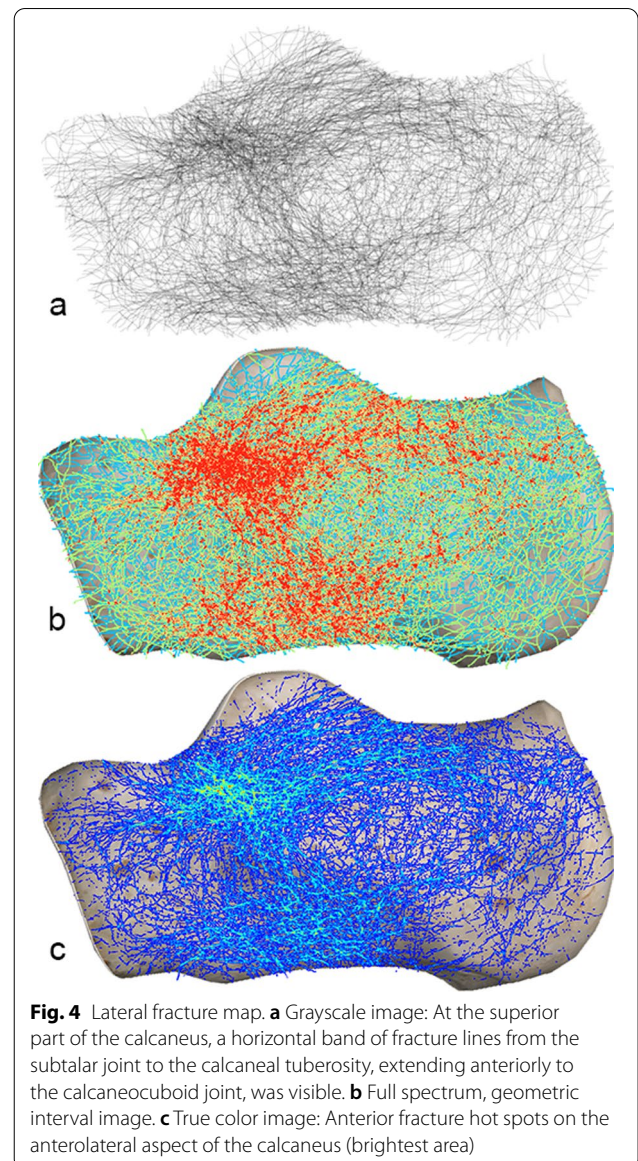 a
b
c
Fig. 4 Lateral fracture map. a Grayscale image: At the superior
part of the calcaneus, a horizontal band of fracture lines from the
subtalar joint to the calcaneal tuberosity, extending anteriorly to
the calcaneocuboid joint, was visible. b Full spectrum, geometric
interval image. c True color image: Anterior fracture hot spots on the
anterolateral aspect of the calcaneus (brightest area)